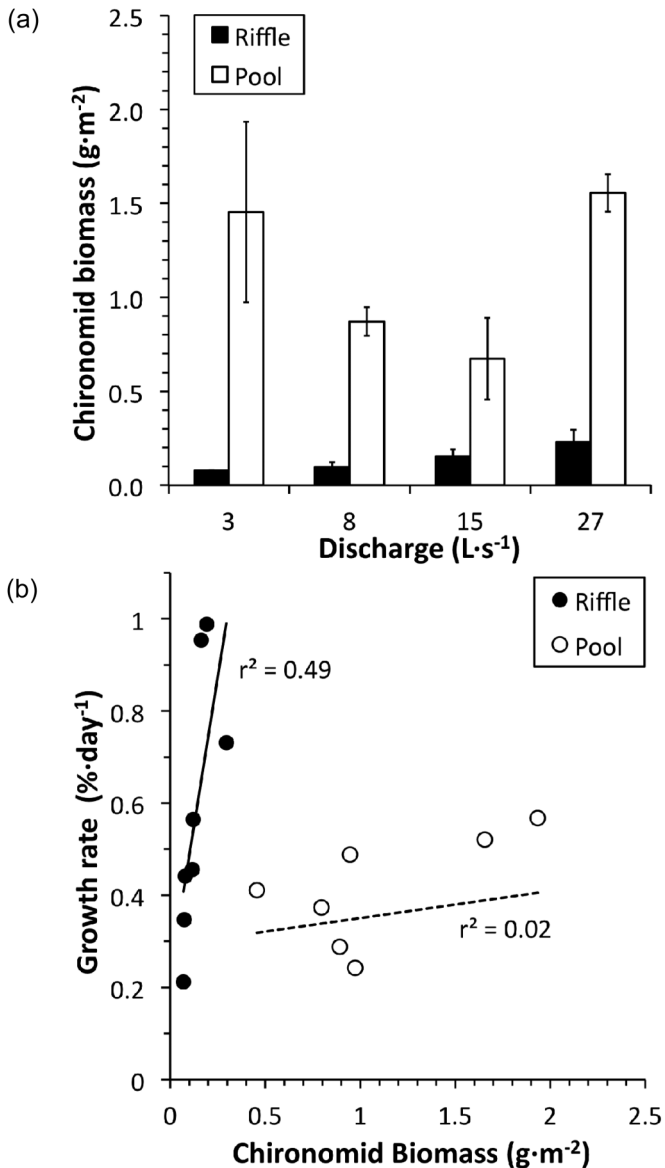 (a)
2.5
2.0
1.5
1.0
0.5
0.0
Chironomid biomass (g·m⁻²)
Riffle
Pool
3 8 15 27
Discharge (L·s⁻¹)
(b)
1
0.8
0.6
0.4
0.2
0
Growth rate (%·day⁻¹)
Riffle
Pool
r² = 0.49
r² = 0.02
0 0.5 1 1.5 2 2.5
Chironomid Biomass (g·m⁻²)